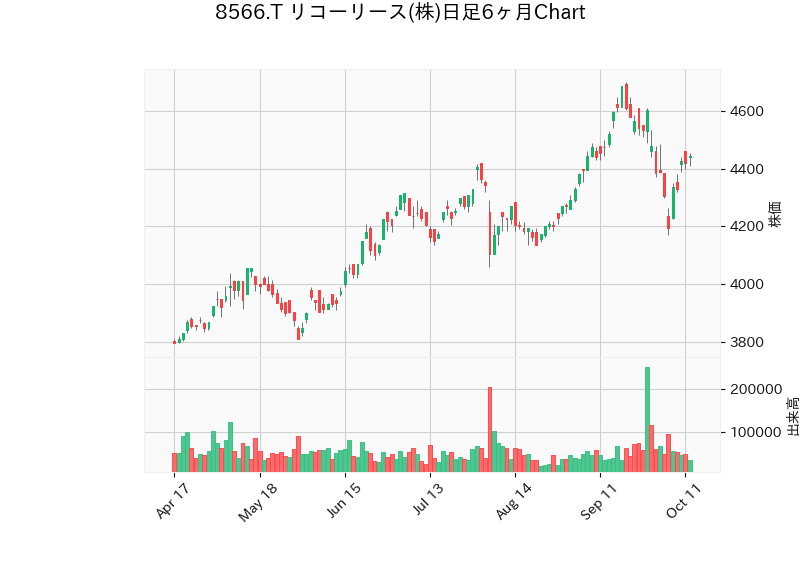 8566.T リコーリース(株)日足6ヶ月Chart
4600
4400
4200
4000
3800
株価
200000
100000
出来高
Apr 17
May 18
Jun 15
Jul 13
Aug 14
Sep 11
Oct 11